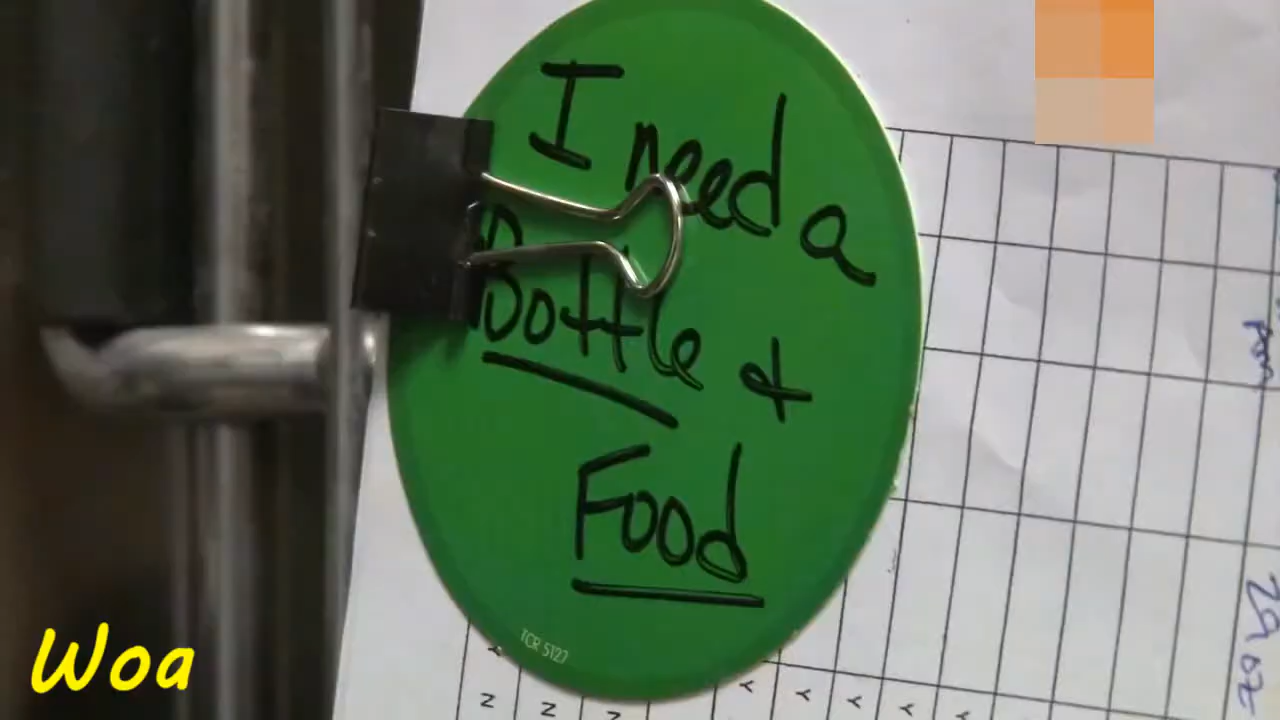 I need a
Bottle &
Food
TCR 5127
Woa
N N N Y Y Y Y Y